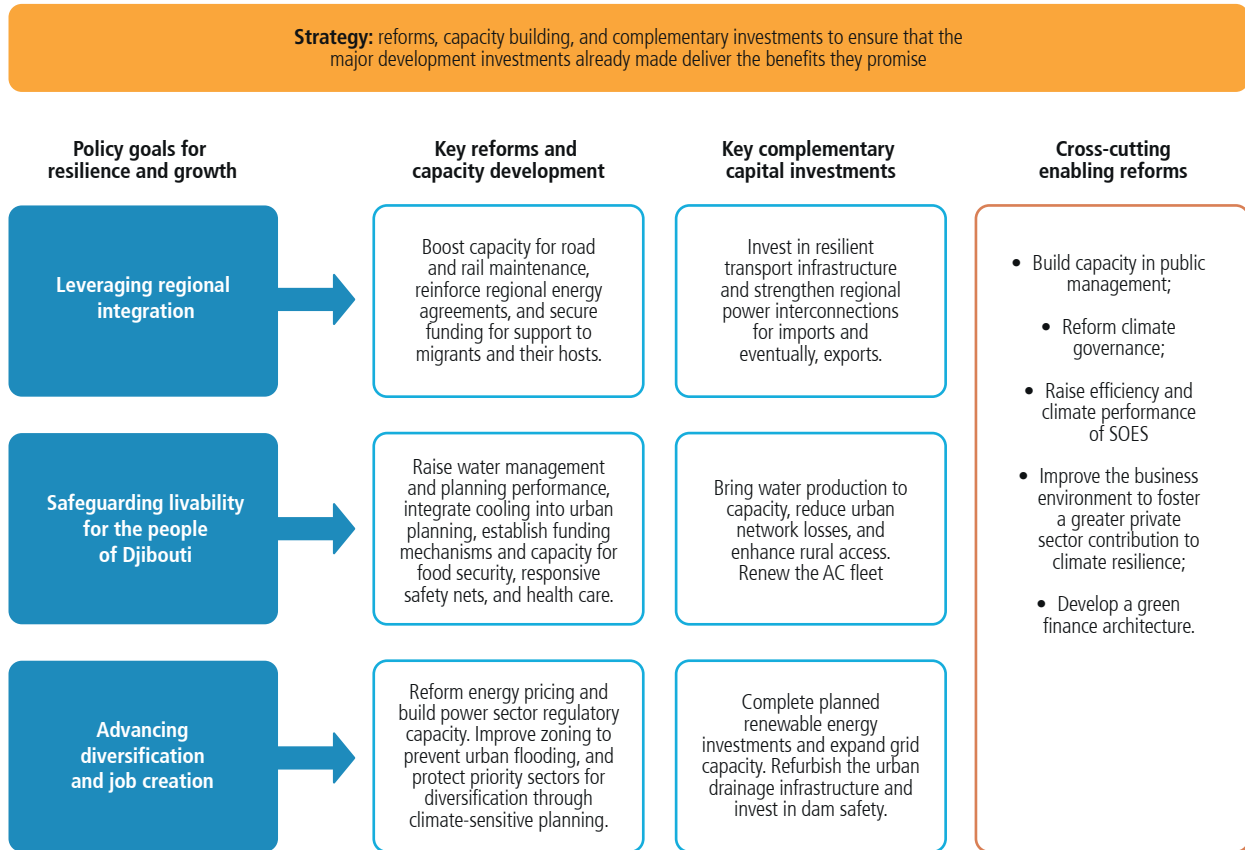 Strategy: reforms, capacity building, and complementary investments to ensure that the
major development investments already made deliver the benefits they promise
Policy goals for
resilience and growth
Key reforms and
capacity development
Key complementary
capital investments
Cross-cutting
enabling reforms
Leveraging regional
integration
Boost capacity for road
and rail maintenance,
reinforce regional energy
agreements, and secure
funding for support to
migrants and their hosts.
Invest in resilient
transport infrastructure
and strengthen regional
power interconnections
for imports and
eventually, exports.
Safeguarding livability
for the people
of Djibouti
Raise water management
and planning performance,
integrate cooling into urban
planning, establish funding
mechanisms and capacity for
food security, responsive
safety nets, and health care.
Bring water production to
capacity, reduce urban
network losses, and
enhance rural access.
Renew the AC fleet
Advancing
diversification
and job creation
Reform energy pricing and
build power sector regulatory
capacity. Improve zoning to
prevent urban flooding, and
protect priority sectors for
diversification through
climate-sensitive planning.
Complete planned
renewable energy
investments and expand grid
capacity. Refurbish the urban
drainage infrastructure and
invest in dam safety.
• Build capacity in public
management;
• Reform climate
governance;
• Raise efficiency and
climate performance
of SOES
• Improve the business
environment to foster
a greater private
sector contribution to
climate resilience;
• Develop a green
finance architecture.